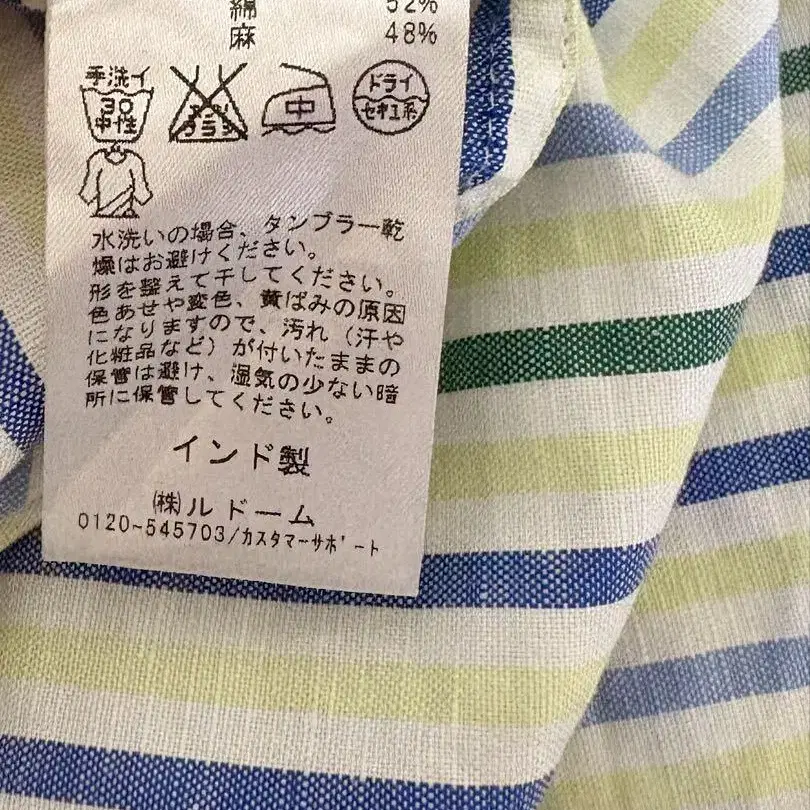 綿 52%
麻 48%
手洗イ
30
中性
エンソ
サラシ
中
ドライ
セキユ系
水洗いの場合、タンブラー乾
燥はお避けください。
形を整えて干してください。
色あせや変色、黄ばみの原因
になりますので、汚れ（汗や
化粧品など）が付いたままの
保管は避け、湿気の少ない暗
所に保管してください。
インド製
㈱ルドーム
0120-545703/カスタマーサポート